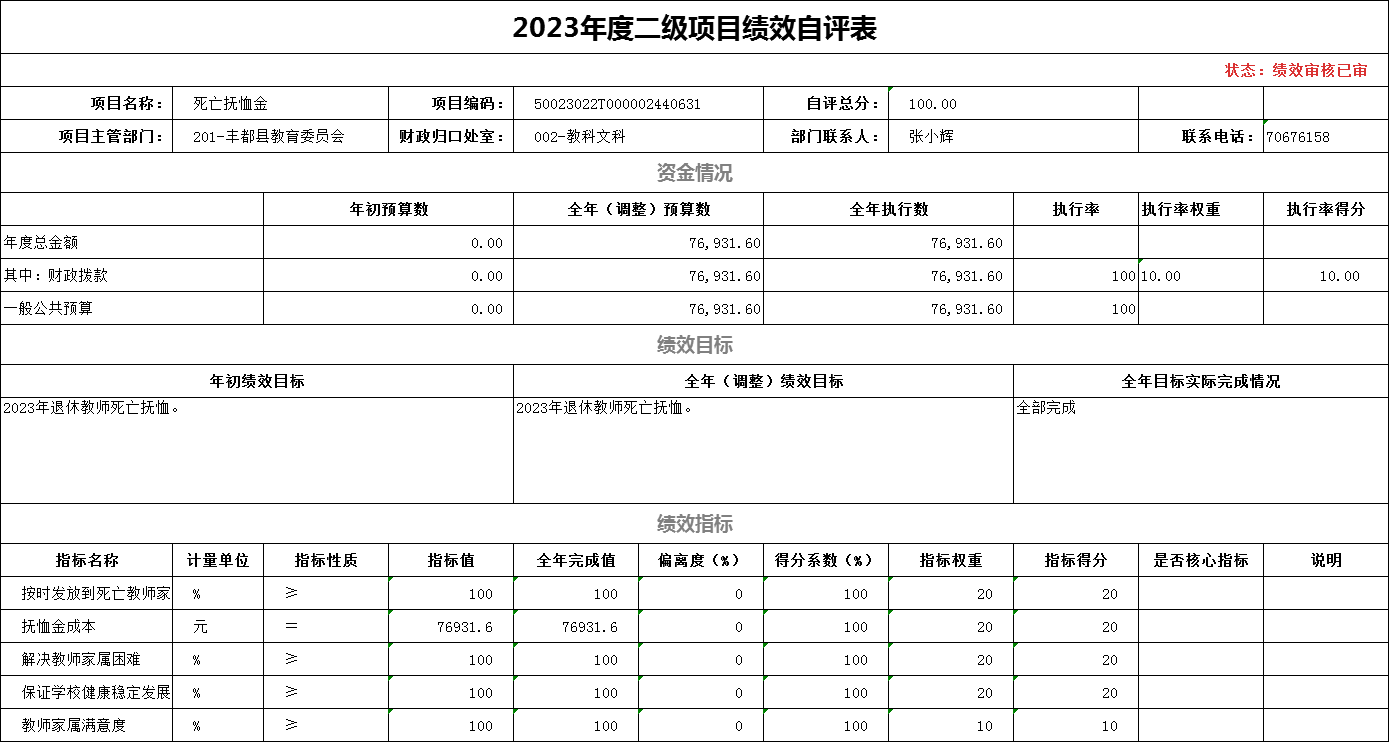 2023年度二级项目绩效自评表
状态：绩效审核已审
项目名称： 死亡抚恤金 项目编码： 50023022T000002440631 自评总分： 100.00
项目主管部门： 201-丰都县教育委员会 财政归口处室： 002-教科文科 部门联系人： 张小辉 联系电话： 70676158
资金情况
年初预算数 全年（调整）预算数 全年执行数 执行率 执行率权重 执行率得分
年度总金额 0.00 76,931.60 76,931.60
其中：财政拨款 0.00 76,931.60 76,931.60 100 10.00 10.00
一般公共预算 0.00 76,931.60 76,931.60 100
绩效目标
年初绩效目标 全年（调整）绩效目标 全年目标实际完成情况
2023年退休教师死亡抚恤。 2023年退休教师死亡抚恤。 全部完成
绩效指标
指标名称 计量单位 指标性质 指标值 全年完成值 偏离度（%） 得分系数（%） 指标权重 指标得分 是否核心指标 说明
按时发放到死亡教师家 % ≥ 100 100 0 100 20 20
抚恤金成本 元 ＝ 76931.6 76931.6 0 100 20 20
解决教师家属困难 % ≥ 100 100 0 100 20 20
保证学校健康稳定发展 % ≥ 100 100 0 100 20 20
教师家属满意度 % ≥ 100 100 0 100 10 10